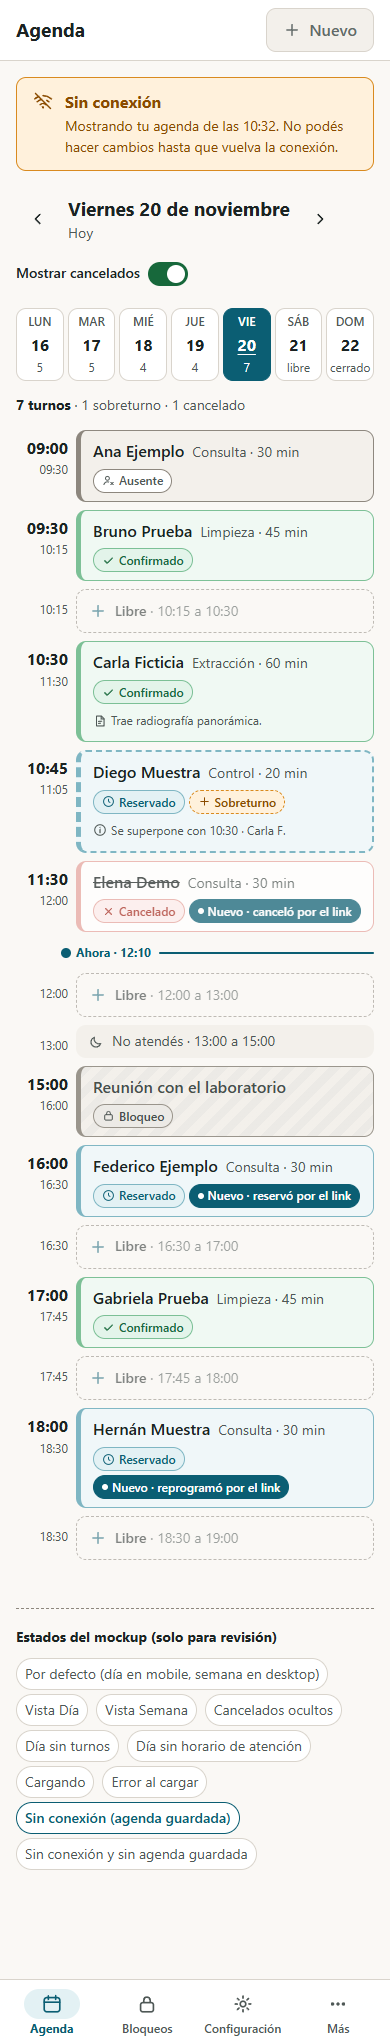 Agenda
Nuevo
Sin conexión
Mostrando tu agenda de las 10:32. No podés
hacer cambios hasta que vuelva la conexión.
Viernes 20 de noviembre
Hoy
Mostrar cancelados
LUN MAR MIÉ JUE VIE SÁB DOM
16 17 18 19 20 21 22
5 5 4 4 7 libre cerrado
7 turnos · 1 sobreturno · 1 cancelado
09:00 Ana Ejemplo Consulta · 30 min
09:30 Ausente
09:30 Bruno Prueba Limpieza · 45 min
10:15 Confirmado
10:15 Libre · 10:15 a 10:30
10:30 Carla Ficticia Extracción · 60 min
11:30 Confirmado
Trae radiografía panorámica.
10:45 Diego Muestra Control · 20 min
11:05 Reservado Sobreturno
Se superpone con 10:30 · Carla F.
11:30 Elena Demo Consulta · 30 min
12:00 Cancelado Nuevo · canceló por el link
Ahora · 12:10
12:00 Libre · 12:00 a 13:00
13:00 No atendés · 13:00 a 15:00
15:00 Reunión con el laboratorio
16:00 Bloqueo
16:00 Federico Ejemplo Consulta · 30 min
16:30 Reservado Nuevo · reservó por el link
16:30 Libre · 16:30 a 17:00
17:00 Gabriela Prueba Limpieza · 45 min
17:45 Confirmado
17:45 Libre · 17:45 a 18:00
18:00 Hernán Muestra Consulta · 30 min
18:30 Reservado
Nuevo · reprogramó por el link
18:30 Libre · 18:30 a 19:00
Estados del mockup (solo para revisión)
Por defecto (día en mobile, semana en desktop)
Vista Día Vista Semana Cancelados ocultos
Día sin turnos Día sin horario de atención
Cargando Error al cargar
Sin conexión (agenda guardada)
Sin conexión y sin agenda guardada
Agenda Bloqueos Configuración Más